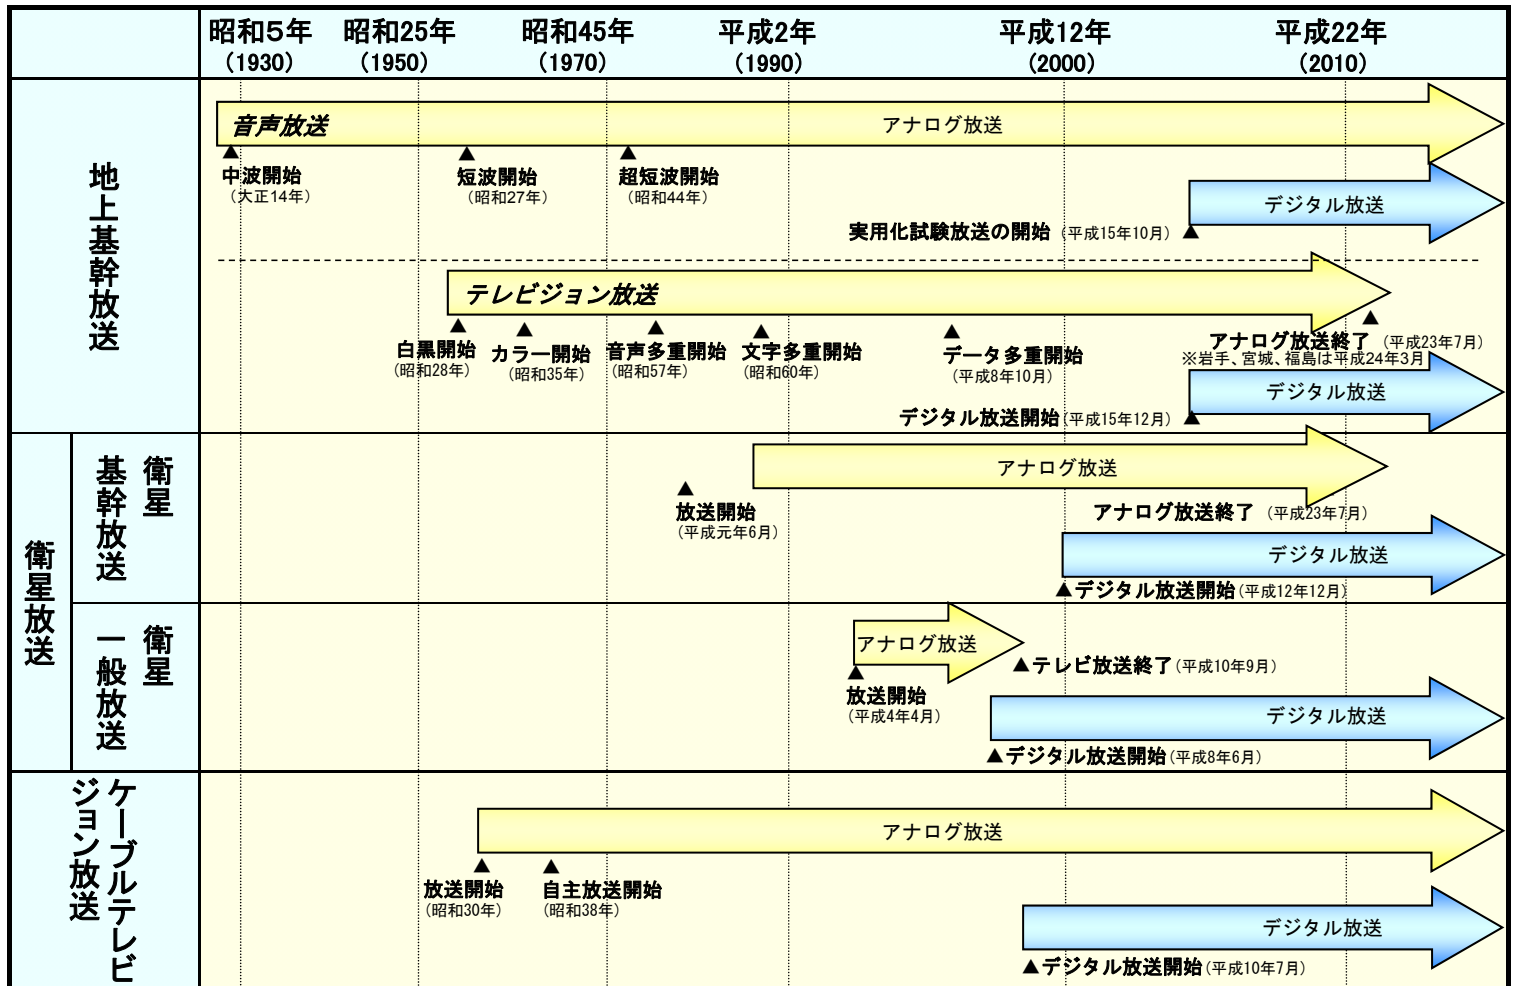 昭和５年 昭和25年 昭和45年 平成2年 平成12年 平成22年
（1930） （1950） （1970） （1990） （2000） （2010）
地上基幹放送
音声放送 アナログ放送
▲ ▲ ▲
中波開始 短波開始 超短波開始
（大正14年） （昭和27年） （昭和44年）
デジタル放送
実用化試験放送の開始（平成15年10月）▲
テレビジョン放送
▲ ▲ ▲ ▲ ▲ ▲
白黒開始 カラー開始 音声多重開始 文字多重開始 データ多重開始 アナログ放送終了（平成23年7月）
（昭和28年） （昭和35年） （昭和57年） （昭和60年） （平成8年10月） ※岩手、宮城、福島は平成24年3月
デジタル放送
デジタル放送開始（平成15年12月）▲
衛星放送
衛星
基幹放送
アナログ放送
▲
放送開始 アナログ放送終了（平成23年7月）
（平成元年6月）
デジタル放送
▲デジタル放送開始（平成12年12月）
衛星
一般放送
アナログ放送
▲テレビ放送終了（平成10年9月）
▲
放送開始
（平成4年4月）
デジタル放送
▲デジタル放送開始（平成8年6月）
ケーブルテレビ
ジョン放送
アナログ放送
▲ ▲
放送開始 自主放送開始
（昭和30年） （昭和38年）
デジタル放送
▲デジタル放送開始（平成10年7月）